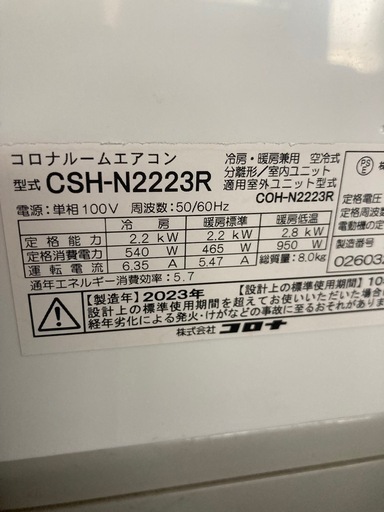 コロナルームエアコン
冷房・暖房兼用 空冷式
分離形／室内ユニット
型式 CSH-N2223R
適用室外ユニット型式
COH-N2223R
電源:単相100V 周波数:50/60Hz
冷房 暖房標準 暖房低温
定格能力 2.2 kW 2.2 kW 2.8 kW
定格消費電力 540 W 465 W 950 W
運転電流 6.35 A 5.47 A 総質量:8.0kg
通年エネルギー消費効率:5.7
【製造年】2023年 【設計上の標準使用期間】10
設計上の標準使用期間を超えてお使いいただいた場合
経年劣化による発火・けがなどの事故に至るおそれが
株式会社 コロナ
PS
E
定格電圧
定格周波数
電動機の定
製造番号
02603